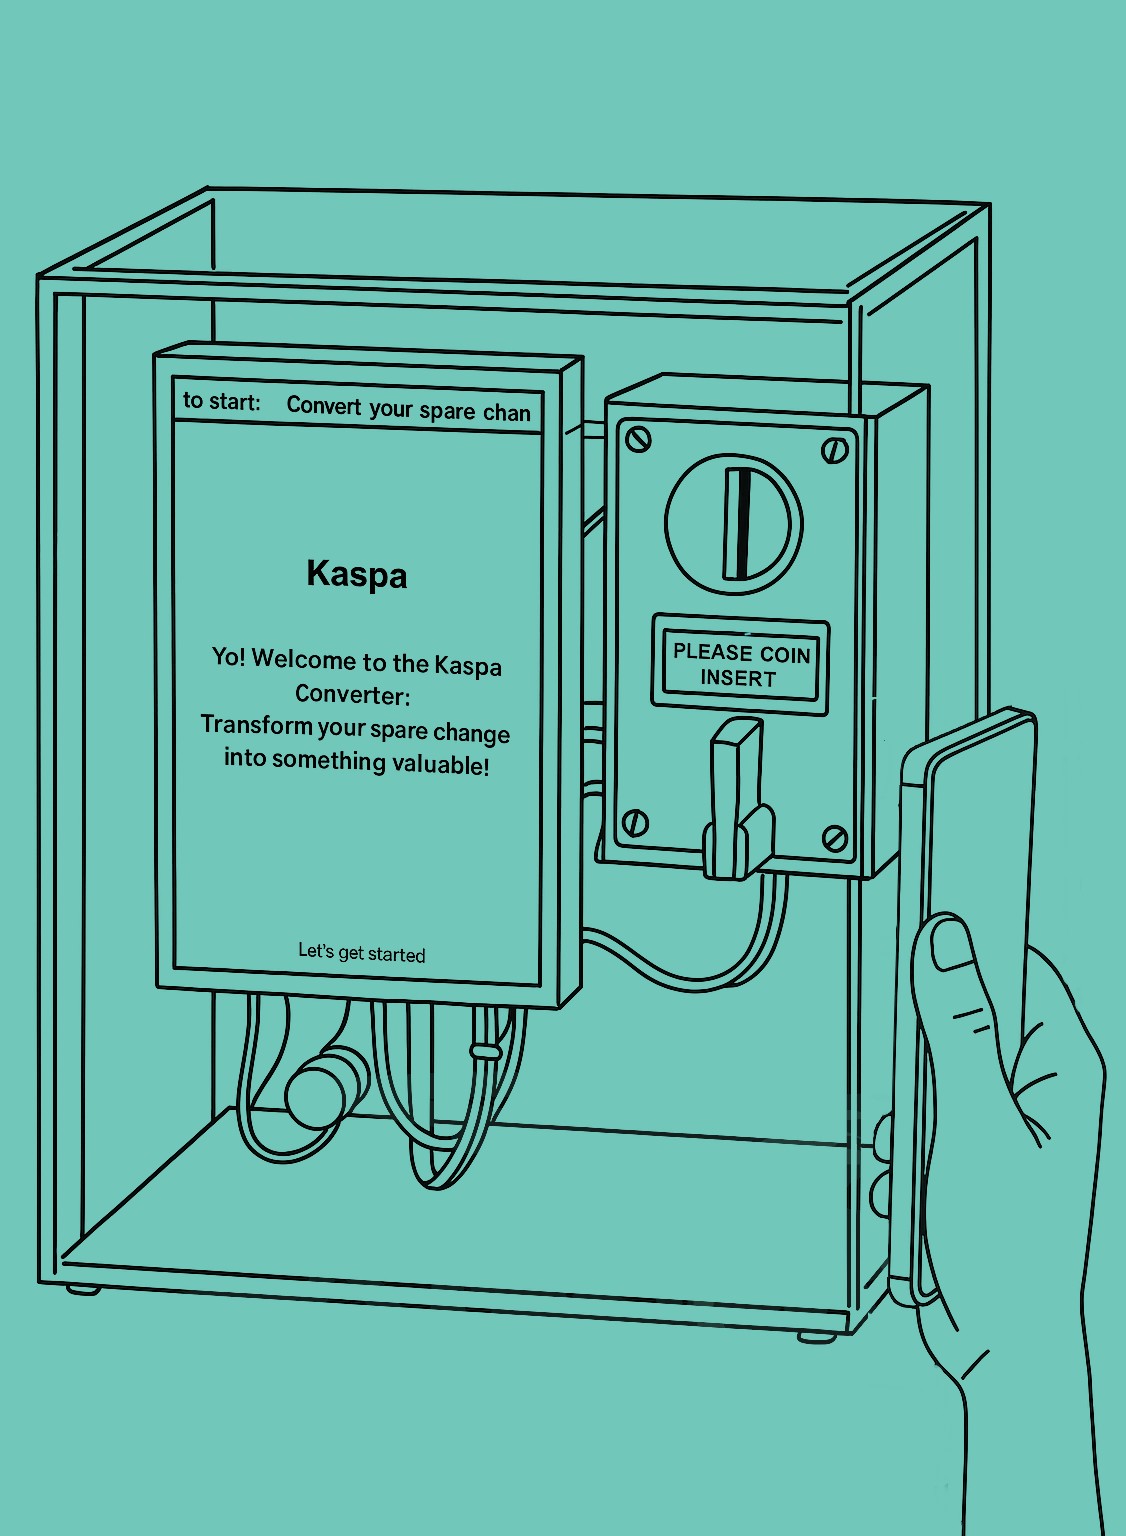 to start: Convert your spare chan
Kaspa
Yo! Welcome to the Kaspa
Converter:
Transform your spare change
into something valuable!
Let's get started
PLEASE COIN
INSERT